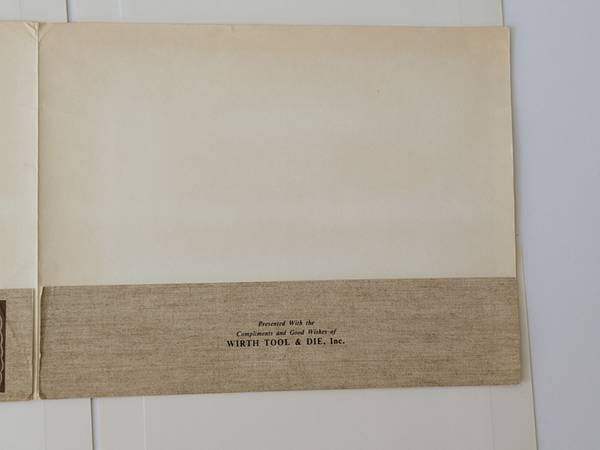 Presented With the
Compliments and Good Wishes of
WIRTH TOOL & DIE, Inc.